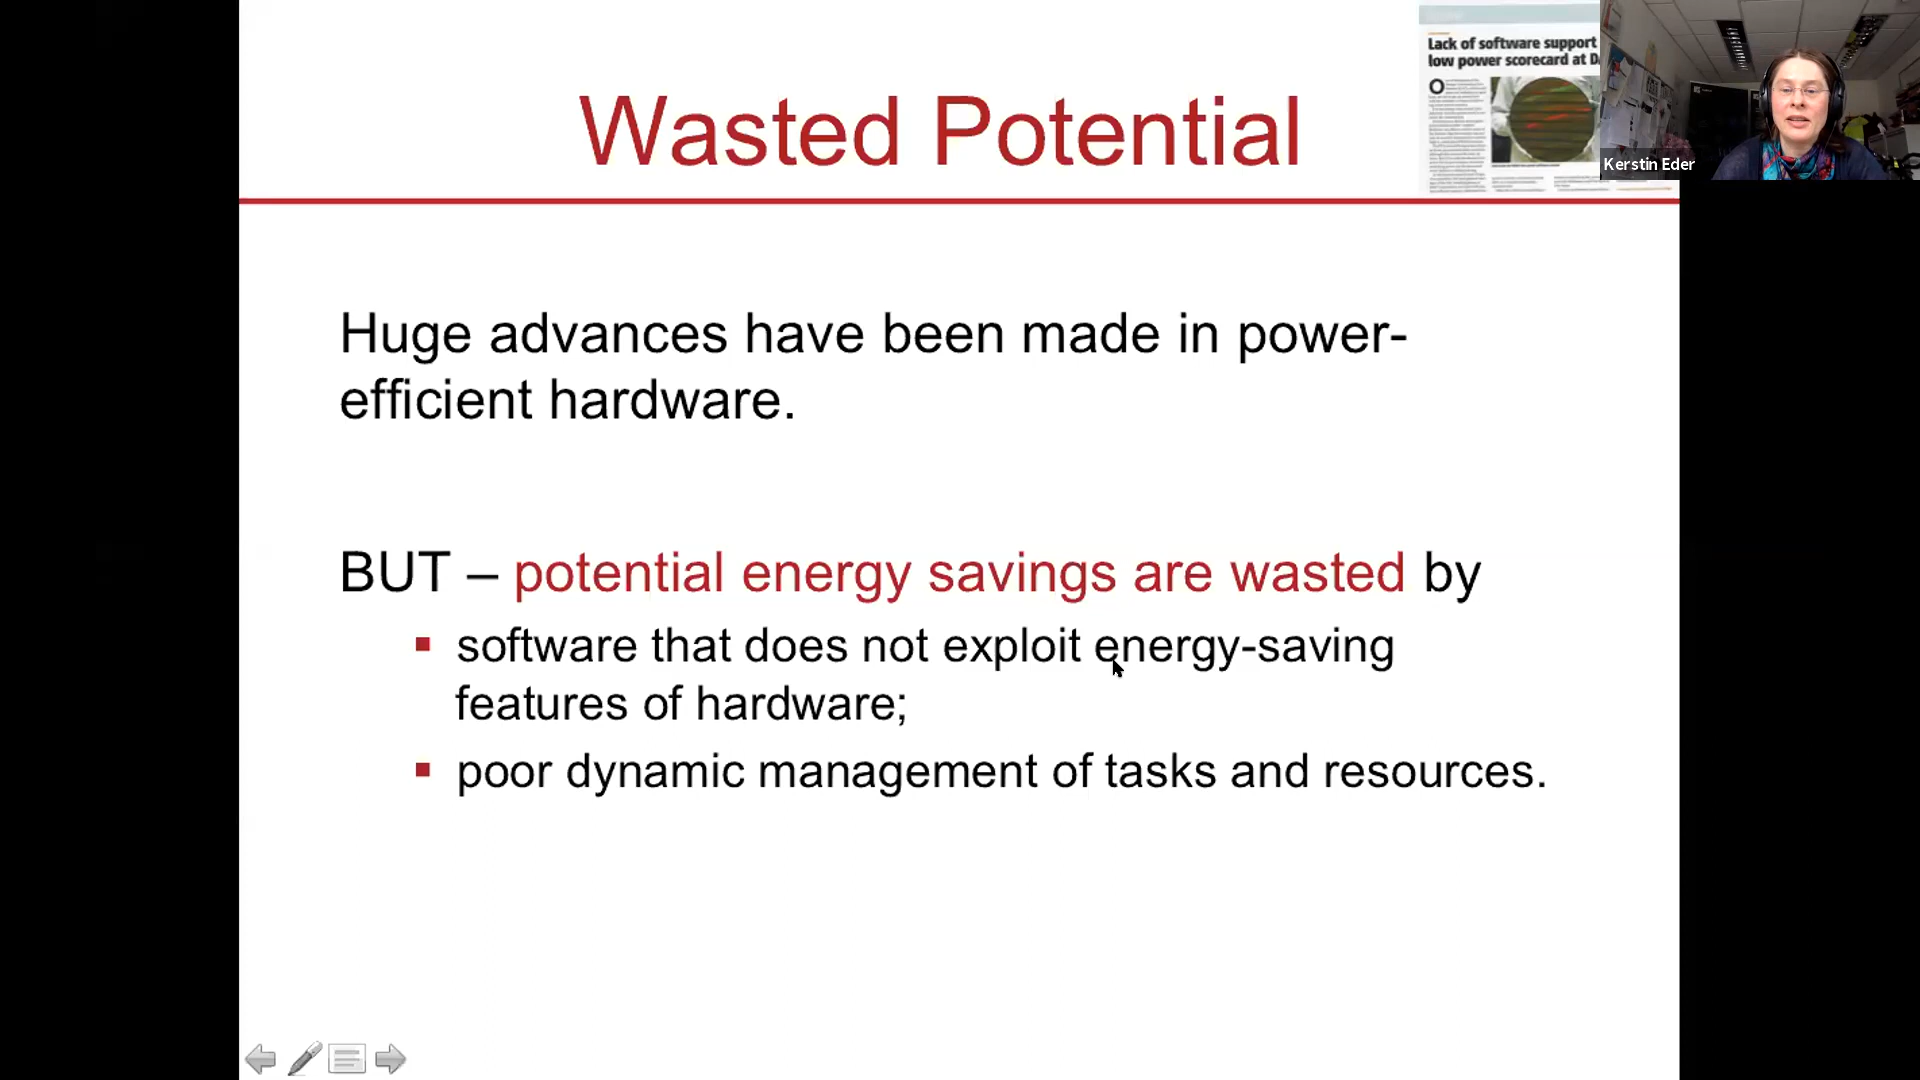 Wasted Potential
Lack of software support
low power scorecard at D
Kerstin Eder
Huge advances have been made in power-
efficient hardware.
BUT – potential energy savings are wasted by
▪ software that does not exploit energy-saving
features of hardware;
▪ poor dynamic management of tasks and resources.